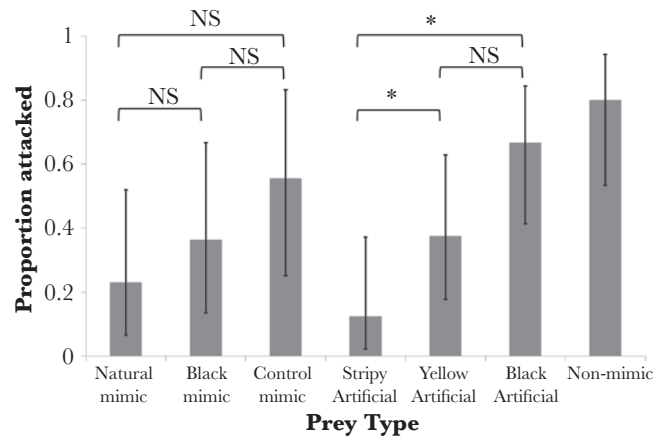 NS
*
NS
NS
NS
*
Proportion attacked
1
0.8
0.6
0.4
0.2
0
Natural mimic
Black mimic
Control mimic
Stripy Artificial
Yellow Artificial
Black Artificial
Non-mimic
Prey Type